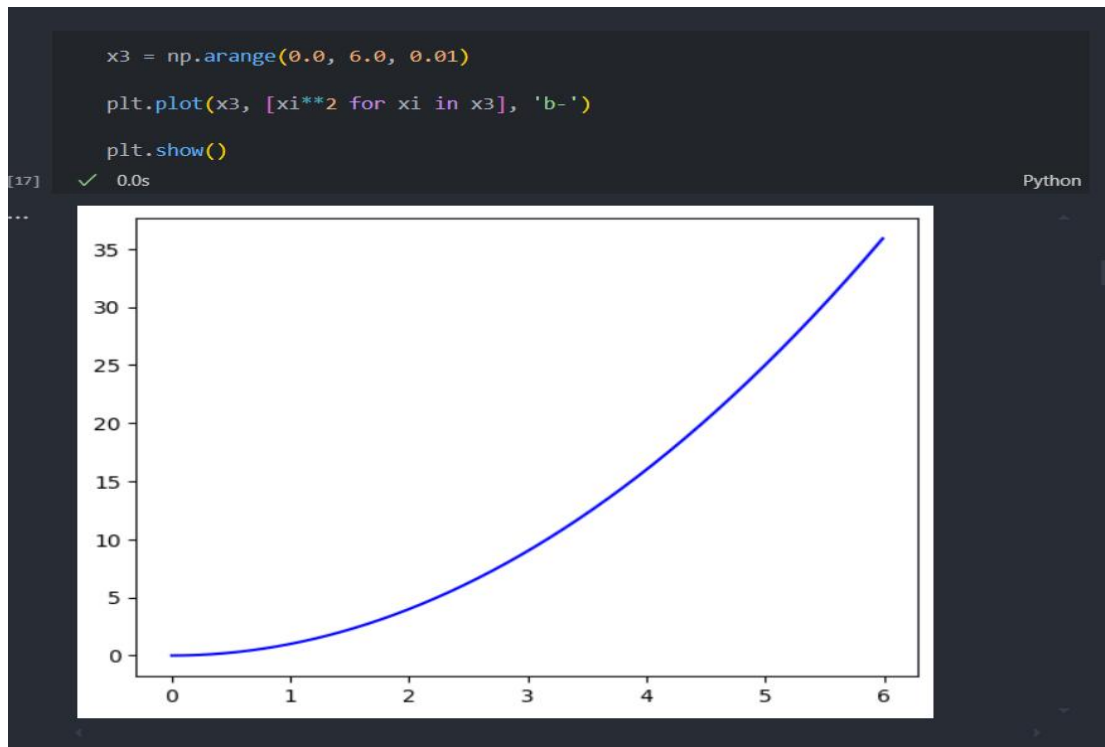 x3 = np.arange(0.0, 6.0, 0.01)
plt.plot(x3, [xi**2 for xi in x3], 'b-')
plt.show()
[17] ✓ 0.0s Python
...
35
30
25
20
15
10
5
0
0 1 2 3 4 5 6